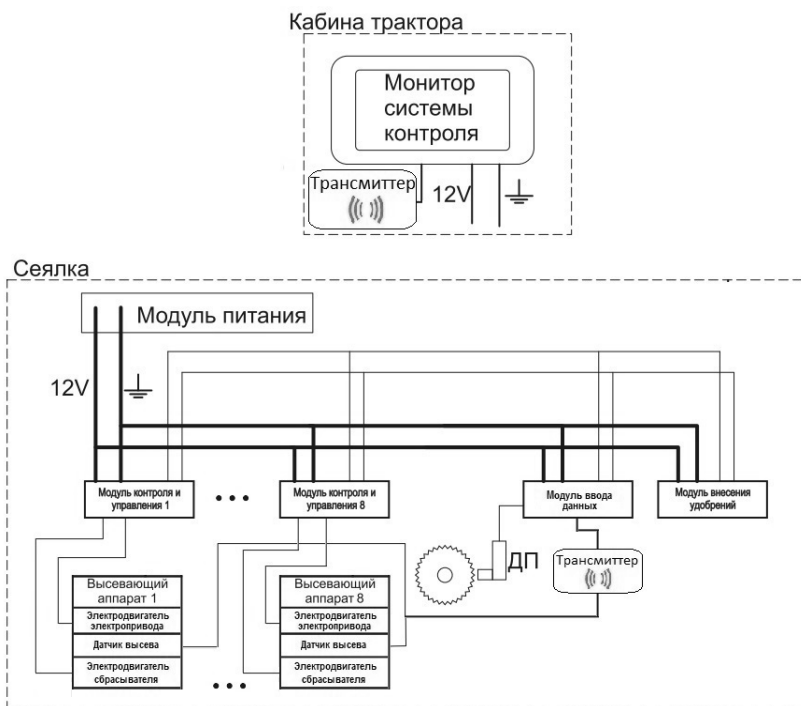 Кабина трактора
Монитор
системы
контроля
Трансмиттер
12V
Сеялка
Модуль питания
12V
Модуль контроля и
управления 1
...
Модуль контроля и
управления 8
Модуль ввода
данных
Модуль внесения
удобрений
ДП
Трансмиттер
Высевающий
аппарат 1
Электродвигатель
электропривода
Датчик высева
Электродвигатель
сбрасывателя
...
Высевающий
аппарат 8
Электродвигатель
электропривода
Датчик высева
Электродвигатель
сбрасывателя